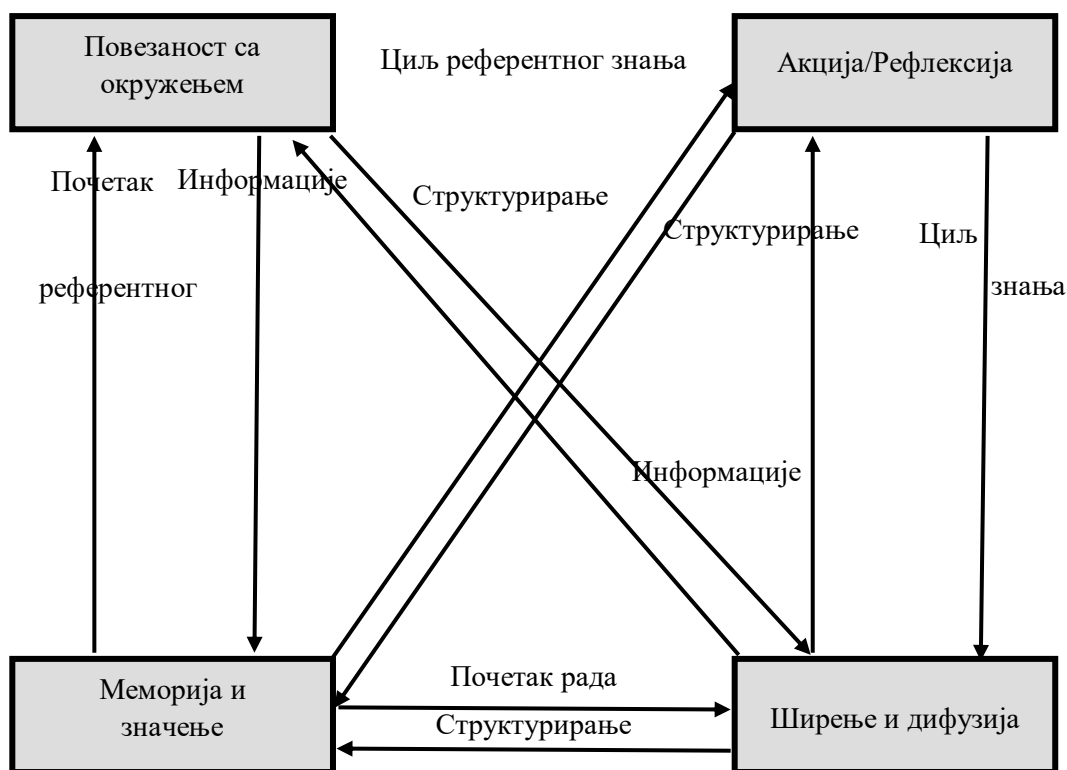 Повезаност са
окружењем
Циљ референтног знања
Акција/Рефлексија
Почетак
Информације
Структурирање
Структурирање
Циљ
референтног
знања
Информације
Меморија и
значење
Почетак рада
Структурирање
Ширење и дифузија